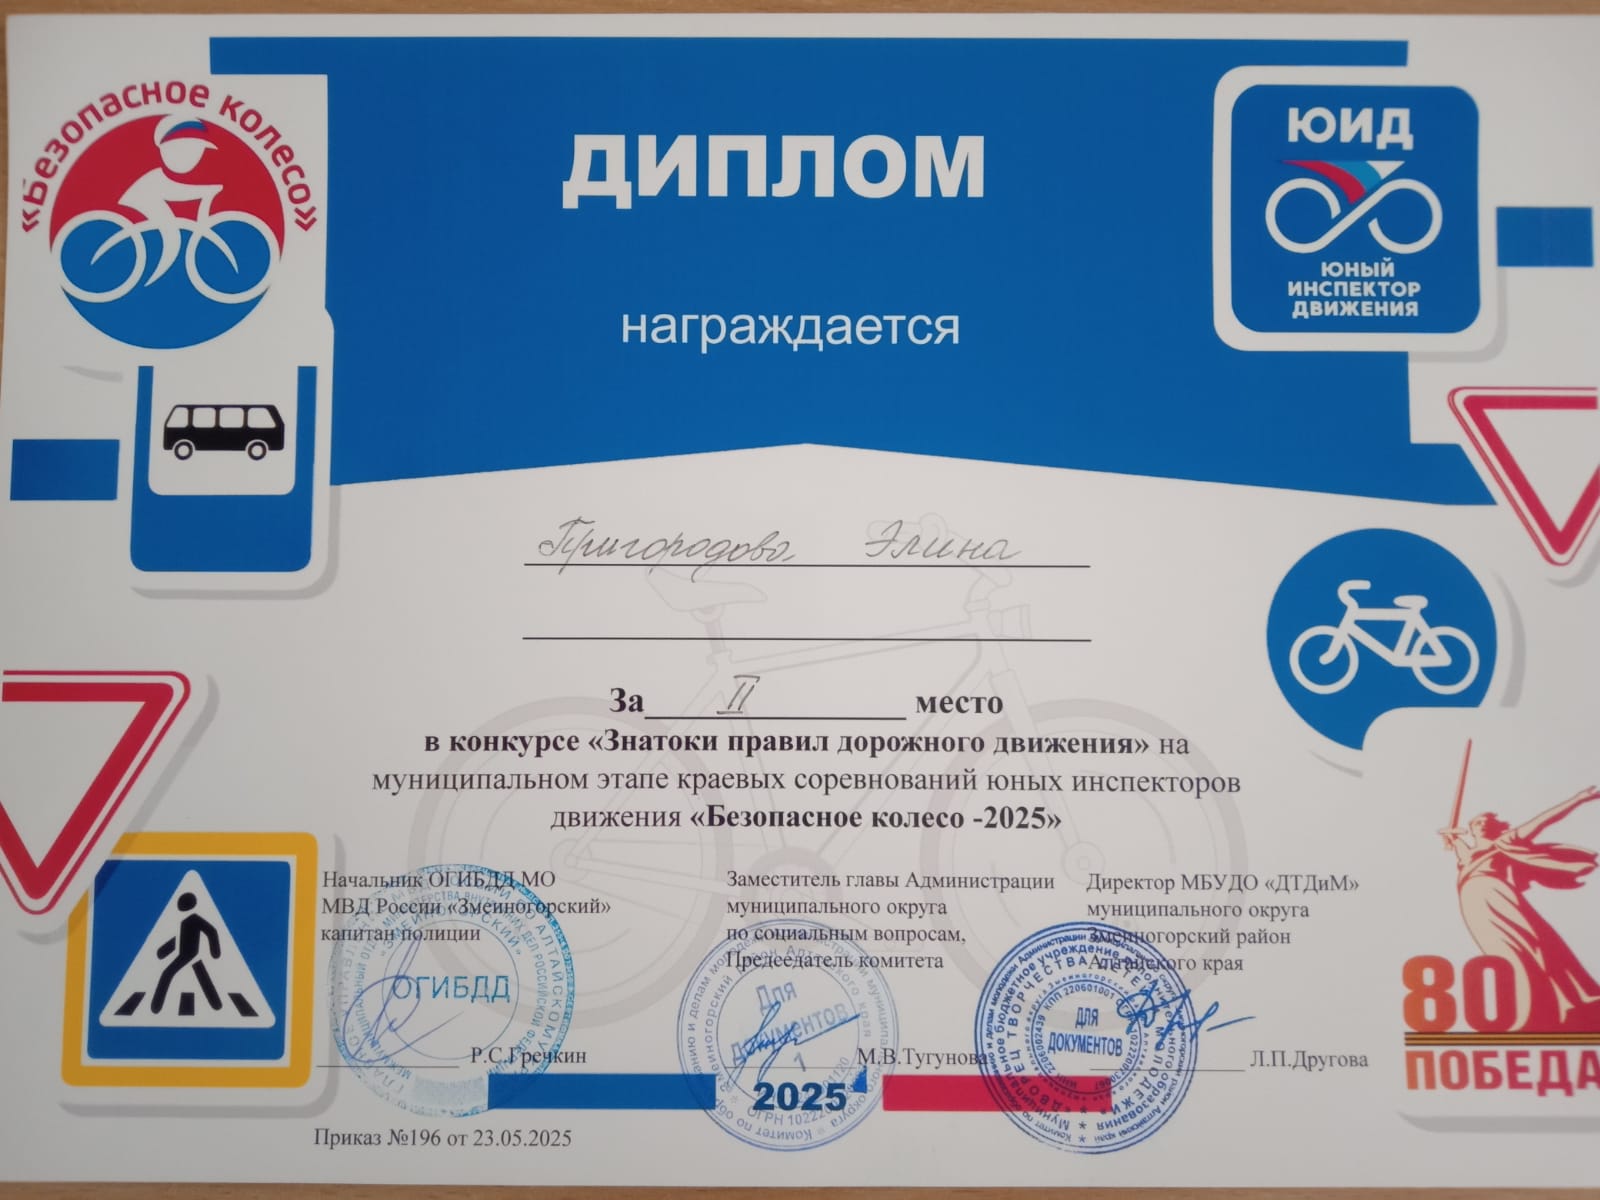 «Безопасное колесо»
ДИПЛОМ
ЮИД
ЮНЫЙ
ИНСПЕКТОР
ДВИЖЕНИЯ
награждается
Пригородова Элина
За II место
в конкурсе «Знатоки правил дорожного движения» на
муниципальном этапе краевых соревнований юных инспекторов
движения «Безопасное колесо -2025»
Начальник ОГИБДД МО
МВД России «Змеиногорский»
капитан полиции
ОГИБДД
Р.С.Гречкин
Заместитель главы Администрации
муниципального округа
по социальным вопросам,
Председатель комитета
Для
документов
1
М.В.Тугунова
Директор МБУДО «ДТДиМ»
муниципального округа
Змеиногорский район
Алтайского края
ДЛЯ
ДОКУМЕНТОВ
Л.П.Другова
80
ПОБЕДА
2025
Приказ №196 от 23.05.2025